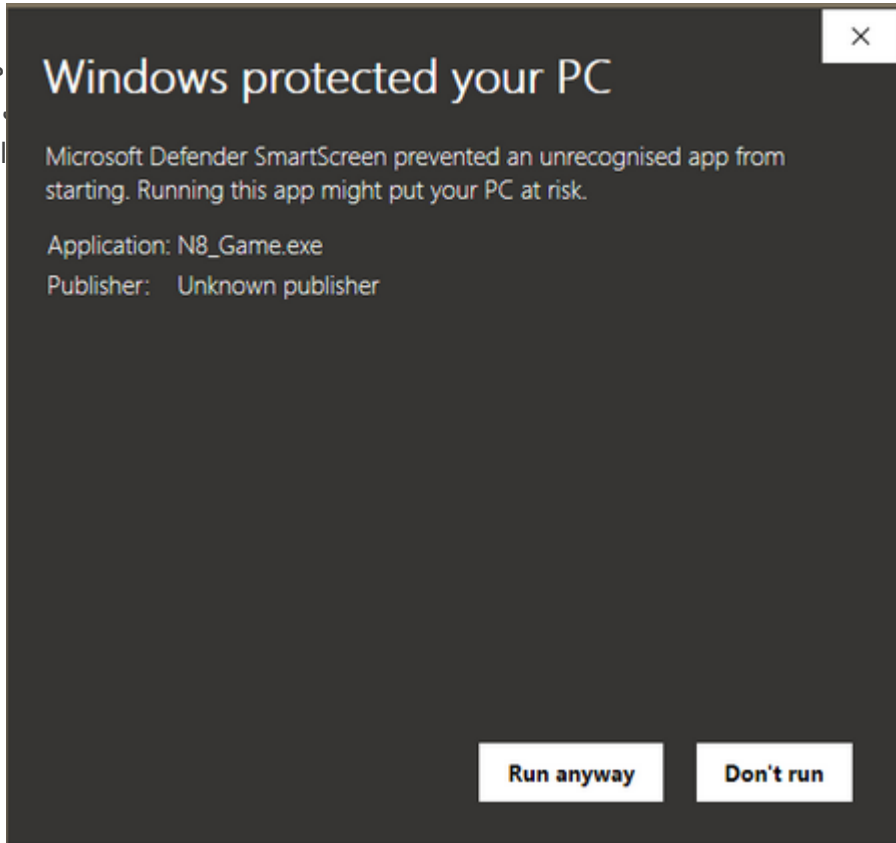 Windows protected your PC
Microsoft Defender SmartScreen prevented an unrecognised app from
starting. Running this app might put your PC at risk.
Application: N8_Game.exe
Publisher: Unknown publisher
Run anyway
Don't run